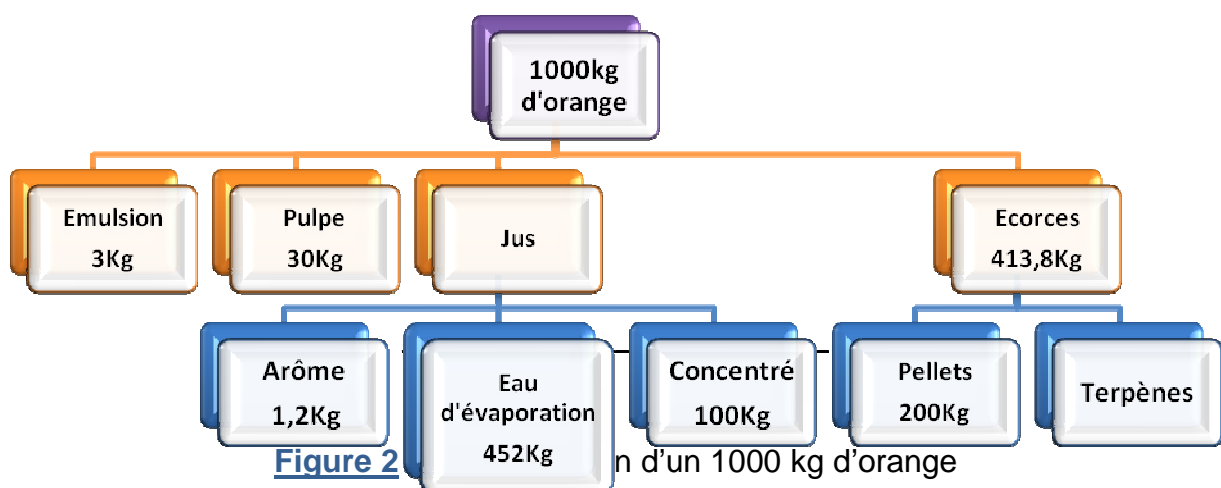 1000kg
d'orange
Emulsion
3Kg
Pulpe
30Kg
Jus
Ecorces
413,8Kg
Arôme
1,2Kg
Eau
d'évaporation
452Kg
Concentré
100Kg
Pellets
200Kg
Terpènes
Figure 2 d’un 1000 kg d’orange